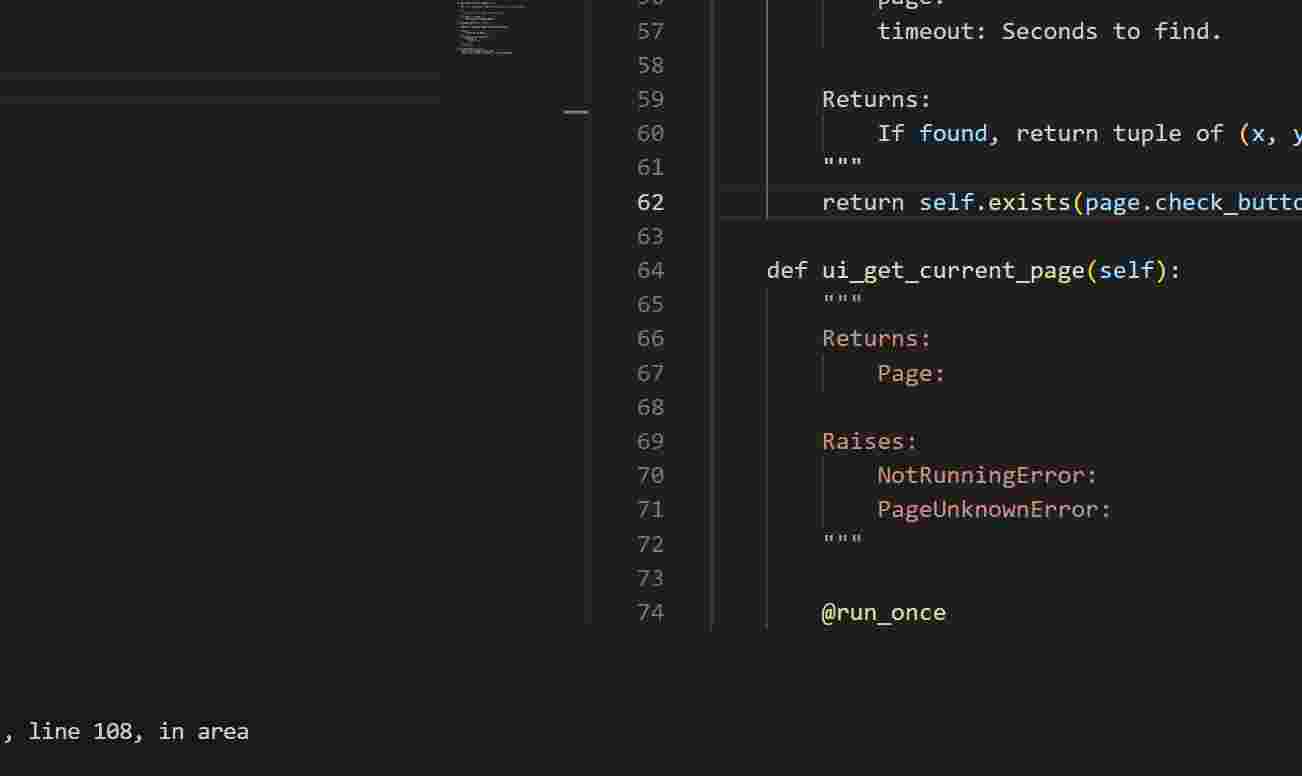 56 page:
57 timeout: Seconds to find.
58
59 Returns:
60 If found, return tuple of (x, y
61 """
62 return self.exists(page.check_butto
63
64 def ui_get_current_page(self):
65 """
66 Returns:
67 Page:
68
69 Raises:
70 NotRunningError:
71 PageUnknownError:
72 """
73
74 @run_once
, line 108, in area